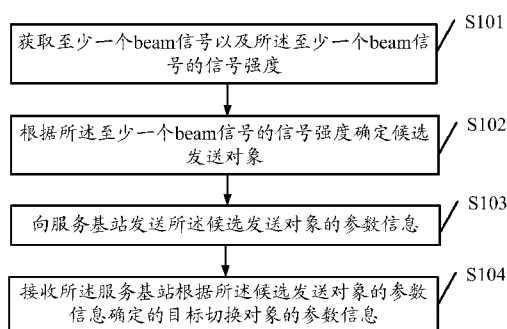 获取至少一个beam信号以及所述至少一个beam信
号的信号强度
S101
根据所述至少一个beam信号的信号强度确定候选
发送对象
S102
向服务基站发送所述候选发送对象的参数信息
S103
接收所述服务基站根据所述候选发送对象的参数
信息确定的目标切换对象的参数信息
S104